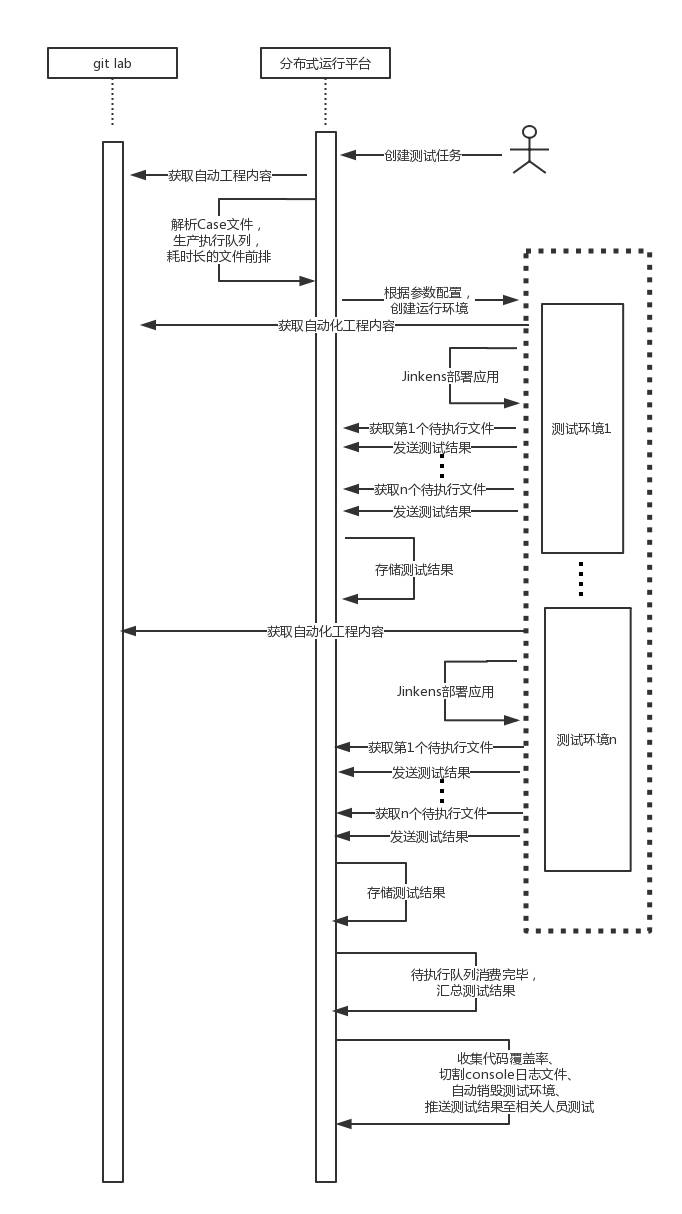 git lab
分布式运行平台
创建测试任务
获取自动工程内容
解析Case文件，
生产执行队列，
耗时长的文件前排
根据参数配置，
创建运行环境
获取自动化工程内容
Jinkens部署应用
获取第1个待执行文件
测试环境1
发送测试结果
获取n个待执行文件
发送测试结果
存储测试结果
获取自动化工程内容
Jinkens部署应用
测试环境n
获取第1个待执行文件
发送测试结果
获取n个待执行文件
发送测试结果
存储测试结果
待执行队列消费完毕，
汇总测试结果
收集代码覆盖率、
切割console日志文件、
自动销毁测试环境、
推送测试结果至相关人员测试